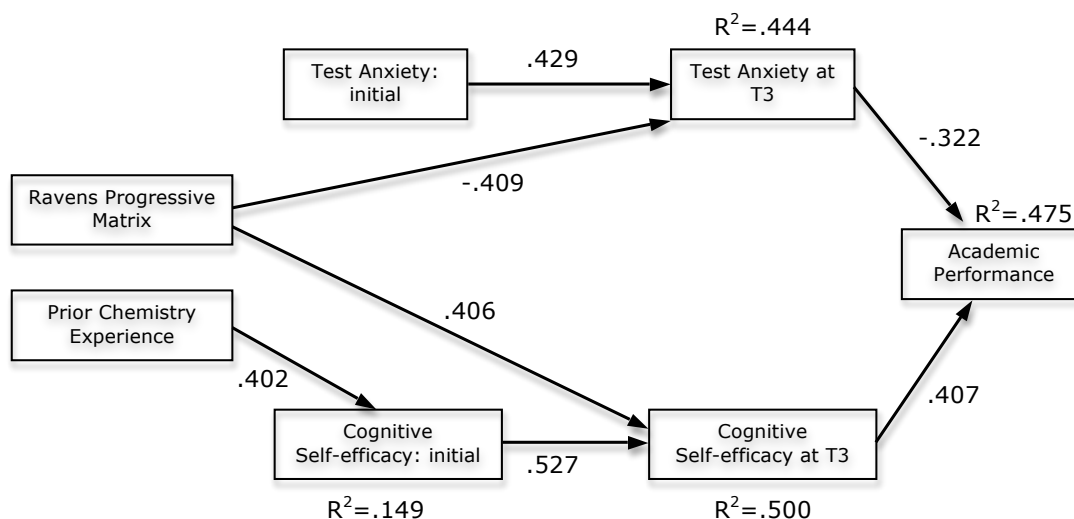 R²=.444
Test Anxiety:
initial
.429
Test Anxiety at
T3
-.322
-.409
Ravens Progressive
Matrix
R²=.475
Academic
Performance
Prior Chemistry
Experience
.406
.402
.407
Cognitive
Self-efficacy: initial
.527
Cognitive
Self-efficacy at T3
R²=.149
R²=.500